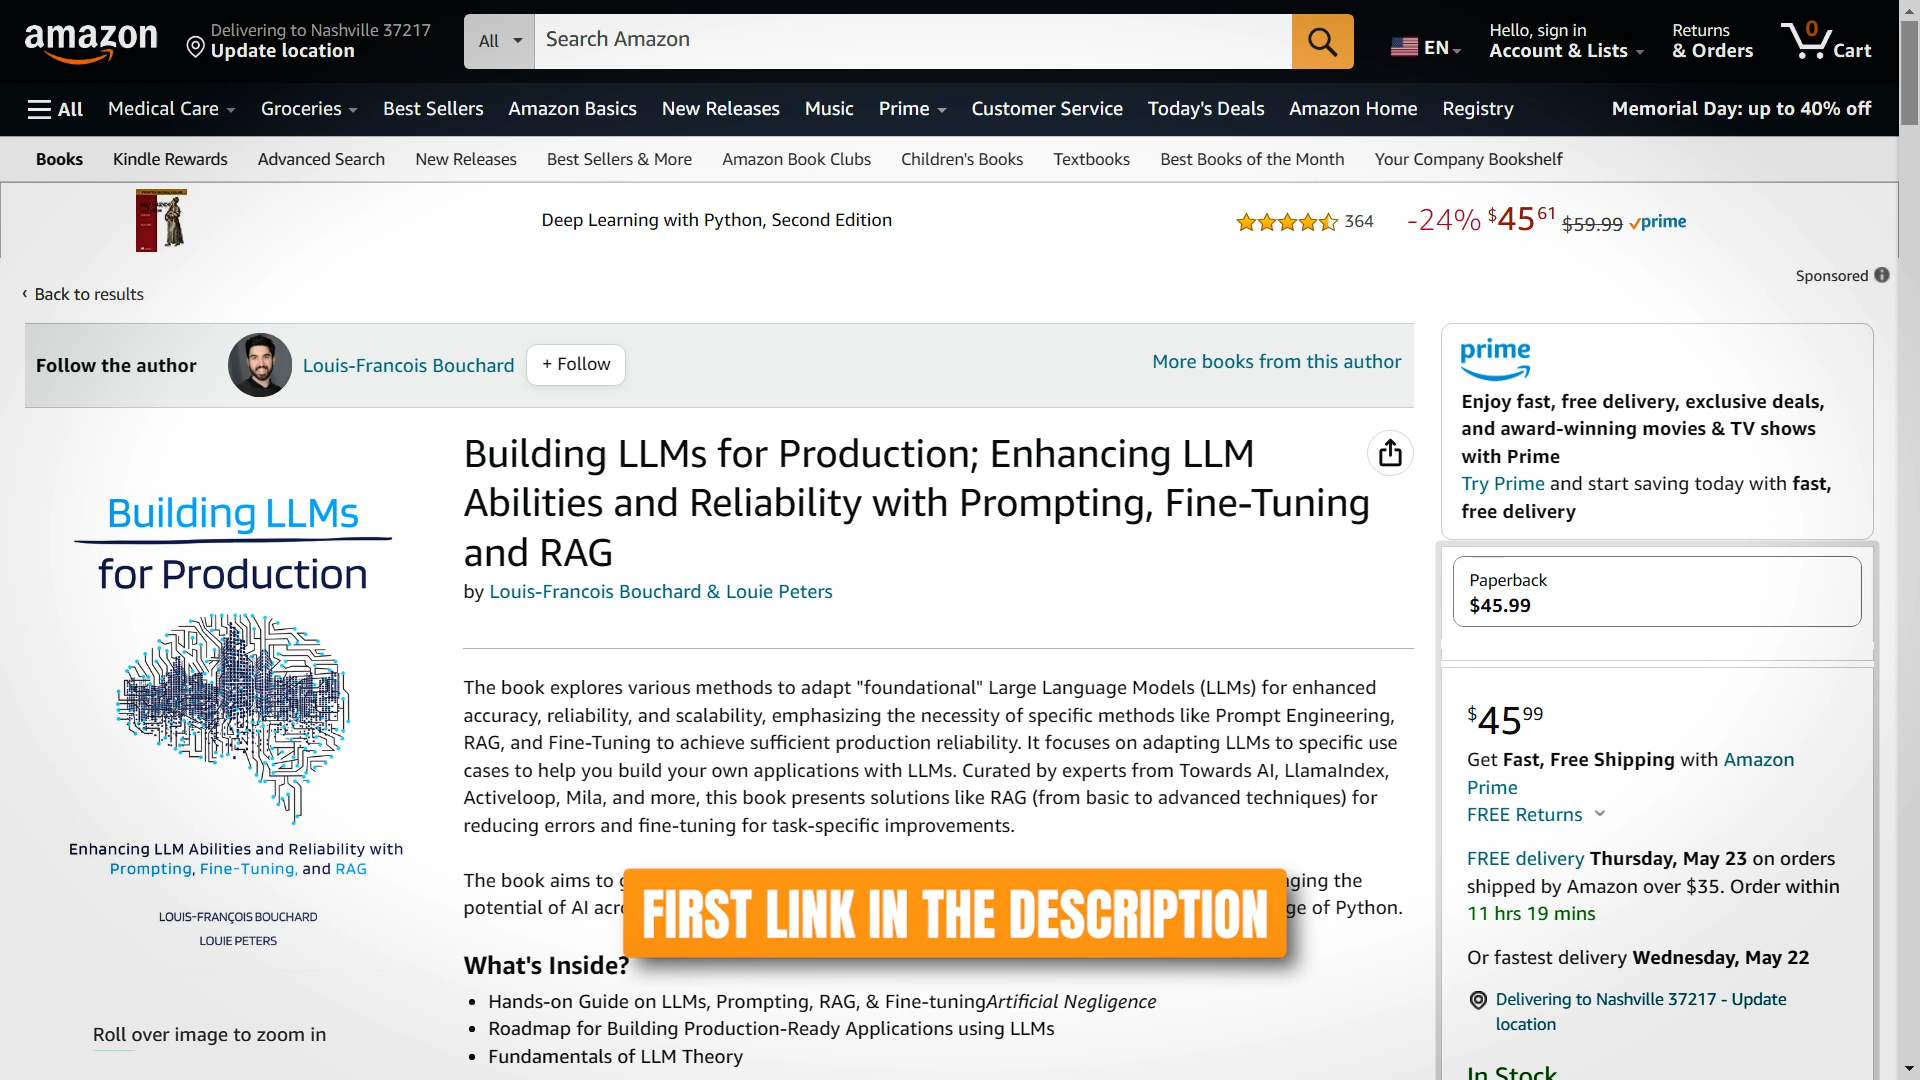 amazon
Delivering to Nashville 37217
Update location
All
Search Amazon
EN
Hello, sign in
Account & Lists
Returns
& Orders
0
Cart
All
Medical Care
Groceries
Best Sellers
Amazon Basics
New Releases
Music
Prime
Customer Service
Today's Deals
Amazon Home
Registry
Memorial Day: up to 40% off
Books
Kindle Rewards
Advanced Search
New Releases
Best Sellers & More
Amazon Book Clubs
Children's Books
Textbooks
Best Books of the Month
Your Company Bookshelf
Deep Learning with Python, Second Edition
364
-24% $45 61 $59.99 prime
Sponsored
‹ Back to results
Follow the author
Louis-Francois Bouchard
+ Follow
More books from this author
Building LLMs
for Production
Enhancing LLM Abilities and Reliability with
Prompting, Fine-Tuning, and RAG
LOUIS-FRANÇOIS BOUCHARD
LOUIE PETERS
Roll over image to zoom in
Building LLMs for Production; Enhancing LLM
Abilities and Reliability with Prompting, Fine-Tuning
and RAG
by Louis-Francois Bouchard & Louie Peters
The book explores various methods to adapt "foundational" Large Language Models (LLMs) for enhanced
accuracy, reliability, and scalability, emphasizing the necessity of specific methods like Prompt Engineering,
RAG, and Fine-Tuning to achieve sufficient production reliability. It focuses on adapting LLMs to specific use
cases to help you build your own applications with LLMs. Curated by experts from Towards AI, LlamaIndex,
Activeloop, Mila, and more, this book presents solutions like RAG (from basic to advanced techniques) for
reducing errors and fine-tuning for task-specific improvements.
The book aims to
the
potential of AI
of Python.
FIRST LINK IN THE DESCRIPTION
What's Inside?
• Hands-on Guide on LLMs, Prompting, RAG, & Fine-tuningArtificial Negligence
• Roadmap for Building Production-Ready Applications using LLMs
• Fundamentals of LLM Theory
prime
Enjoy fast, free delivery, exclusive deals,
and award-winning movies & TV shows
with Prime
Try Prime and start saving today with fast,
free delivery
Paperback
$45.99
$45 99
Get Fast, Free Shipping with Amazon
Prime
FREE Returns
FREE delivery Thursday, May 23 on orders
shipped by Amazon over $35. Order within
11 hrs 19 mins
Or fastest delivery Wednesday, May 22
Delivering to Nashville 37217 - Update
location
In Stock